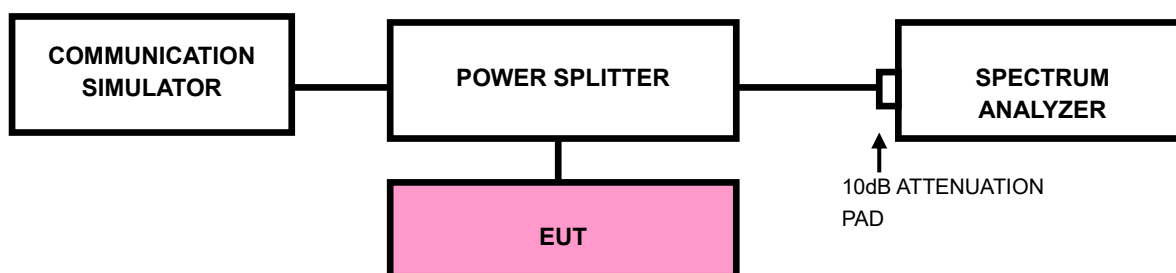 COMMUNICATION
SIMULATOR
POWER SPLITTER
SPECTRUM
ANALYZER
10dB ATTENUATION
PAD
EUT